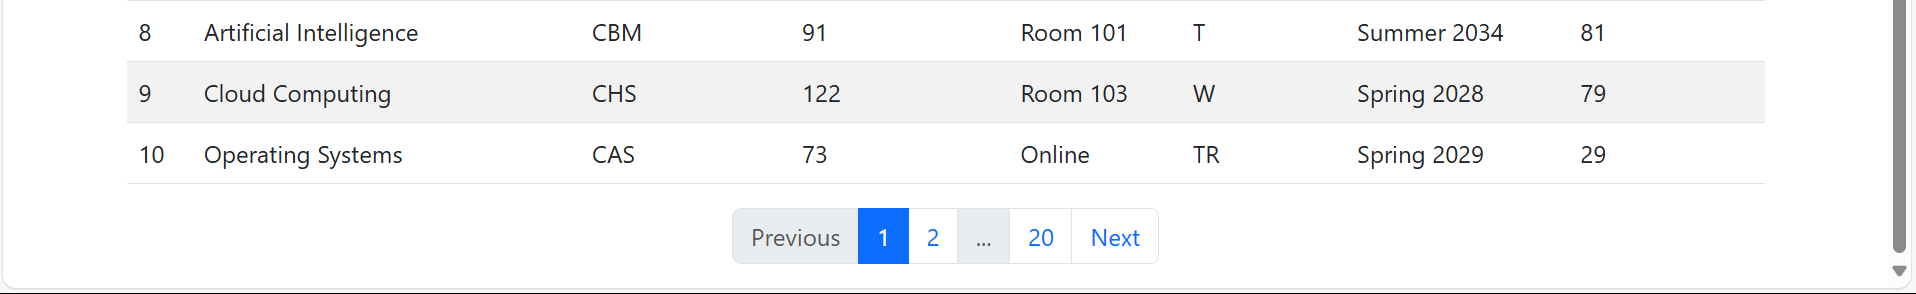 8 Artificial Intelligence CBM 91 Room 101 T Summer 2034 81
9 Cloud Computing CHS 122 Room 103 W Spring 2028 79
10 Operating Systems CAS 73 Online TR Spring 2029 29
Previous 1 2 ... 20 Next